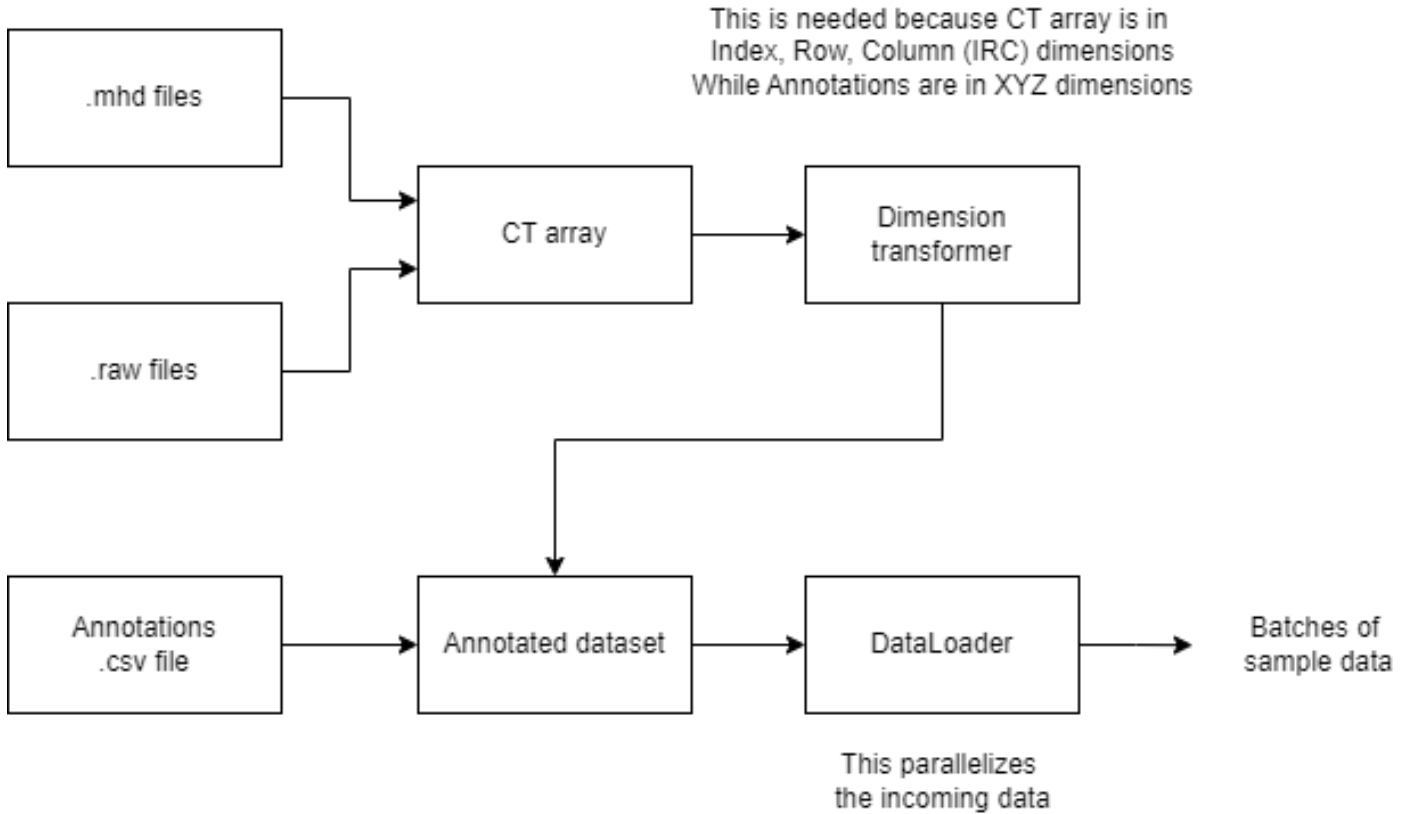 This is needed because CT array is in
Index, Row, Column (IRC) dimensions
While Annotations are in XYZ dimensions
.mhd files
CT array
Dimension
transformer
.raw files
Annotations
.csv file
Annotated dataset
DataLoader
Batches of
sample data
This parallelizes
the incoming data